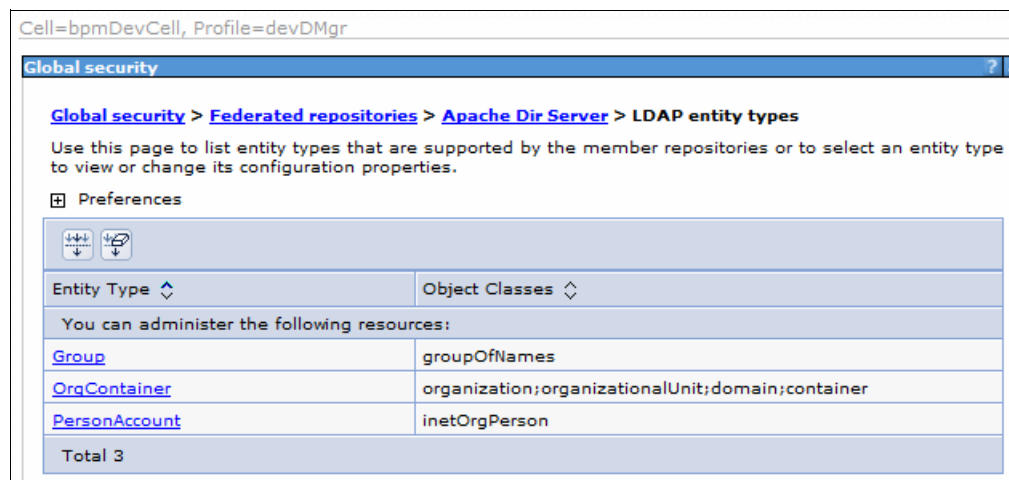 Cell=bpmDevCell, Profile=devDMgr
Global security ?
Global security > Federated repositories > Apache Dir Server > LDAP entity types
Use this page to list entity types that are supported by the member repositories or to select an entity type
to view or change its configuration properties.
Preferences
Entity Type Object Classes
You can administer the following resources:
Group groupOfNames
OrgContainer organization;organizationalUnit;domain;container
PersonAccount inetOrgPerson
Total 3